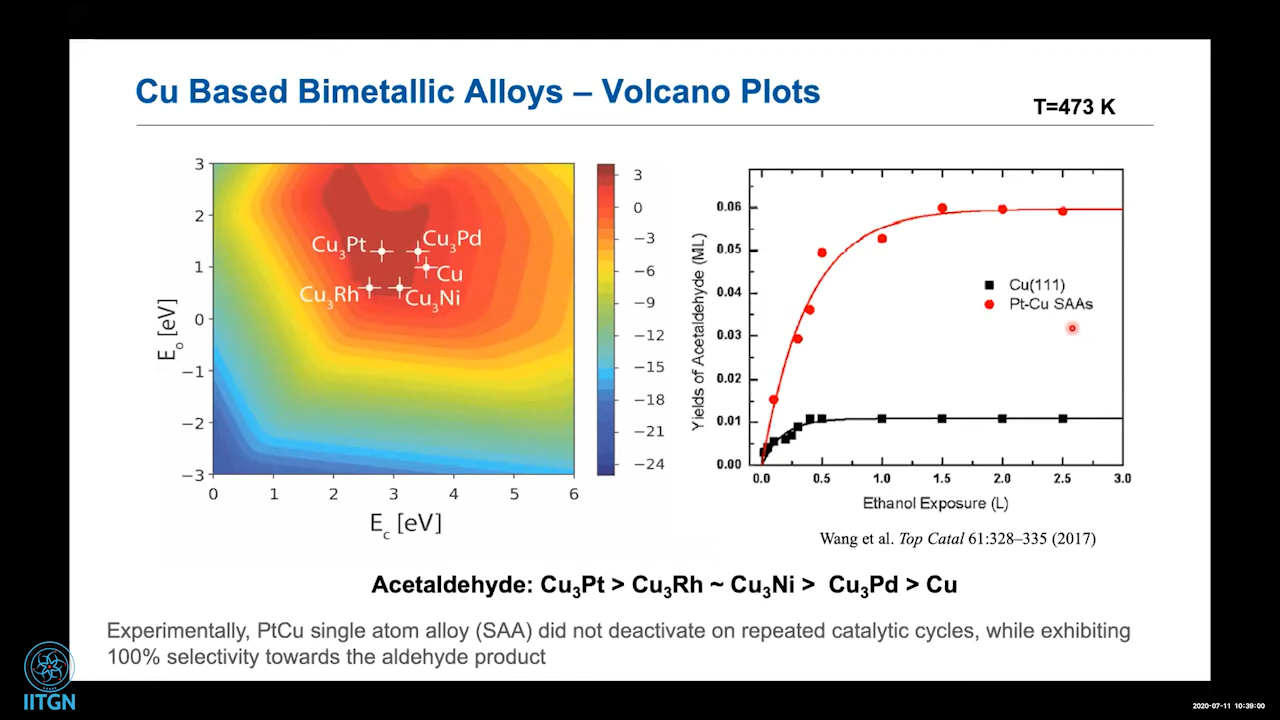 Cu Based Bimetallic Alloys – Volcano Plots
T=473 K
3
2
1
0
−1
−2
−3
E₀ [eV]
Cu₃Pt
Cu₃Pd
Cu
Cu₃Rh
Cu₃Ni
0 1 2 3 4 5 6
E_c [eV]
3
0
−3
−6
−9
−12
−15
−18
−21
−24
Yields of Acetaldehyde (ML)
0.06
0.05
0.04
0.03
0.02
0.01
0.00
Cu(111)
Pt-Cu SAAs
0.0 0.5 1.0 1.5 2.0 2.5 3.0
Ethanol Exposure (L)
Wang et al. Top Catal 61:328–335 (2017)
Acetaldehyde: Cu₃Pt > Cu₃Rh ~ Cu₃Ni > Cu₃Pd > Cu
Experimentally, PtCu single atom alloy (SAA) did not deactivate on repeated catalytic cycles, while exhibiting
100% selectivity towards the aldehyde product
IITGN
2020-07-11 10:39:00